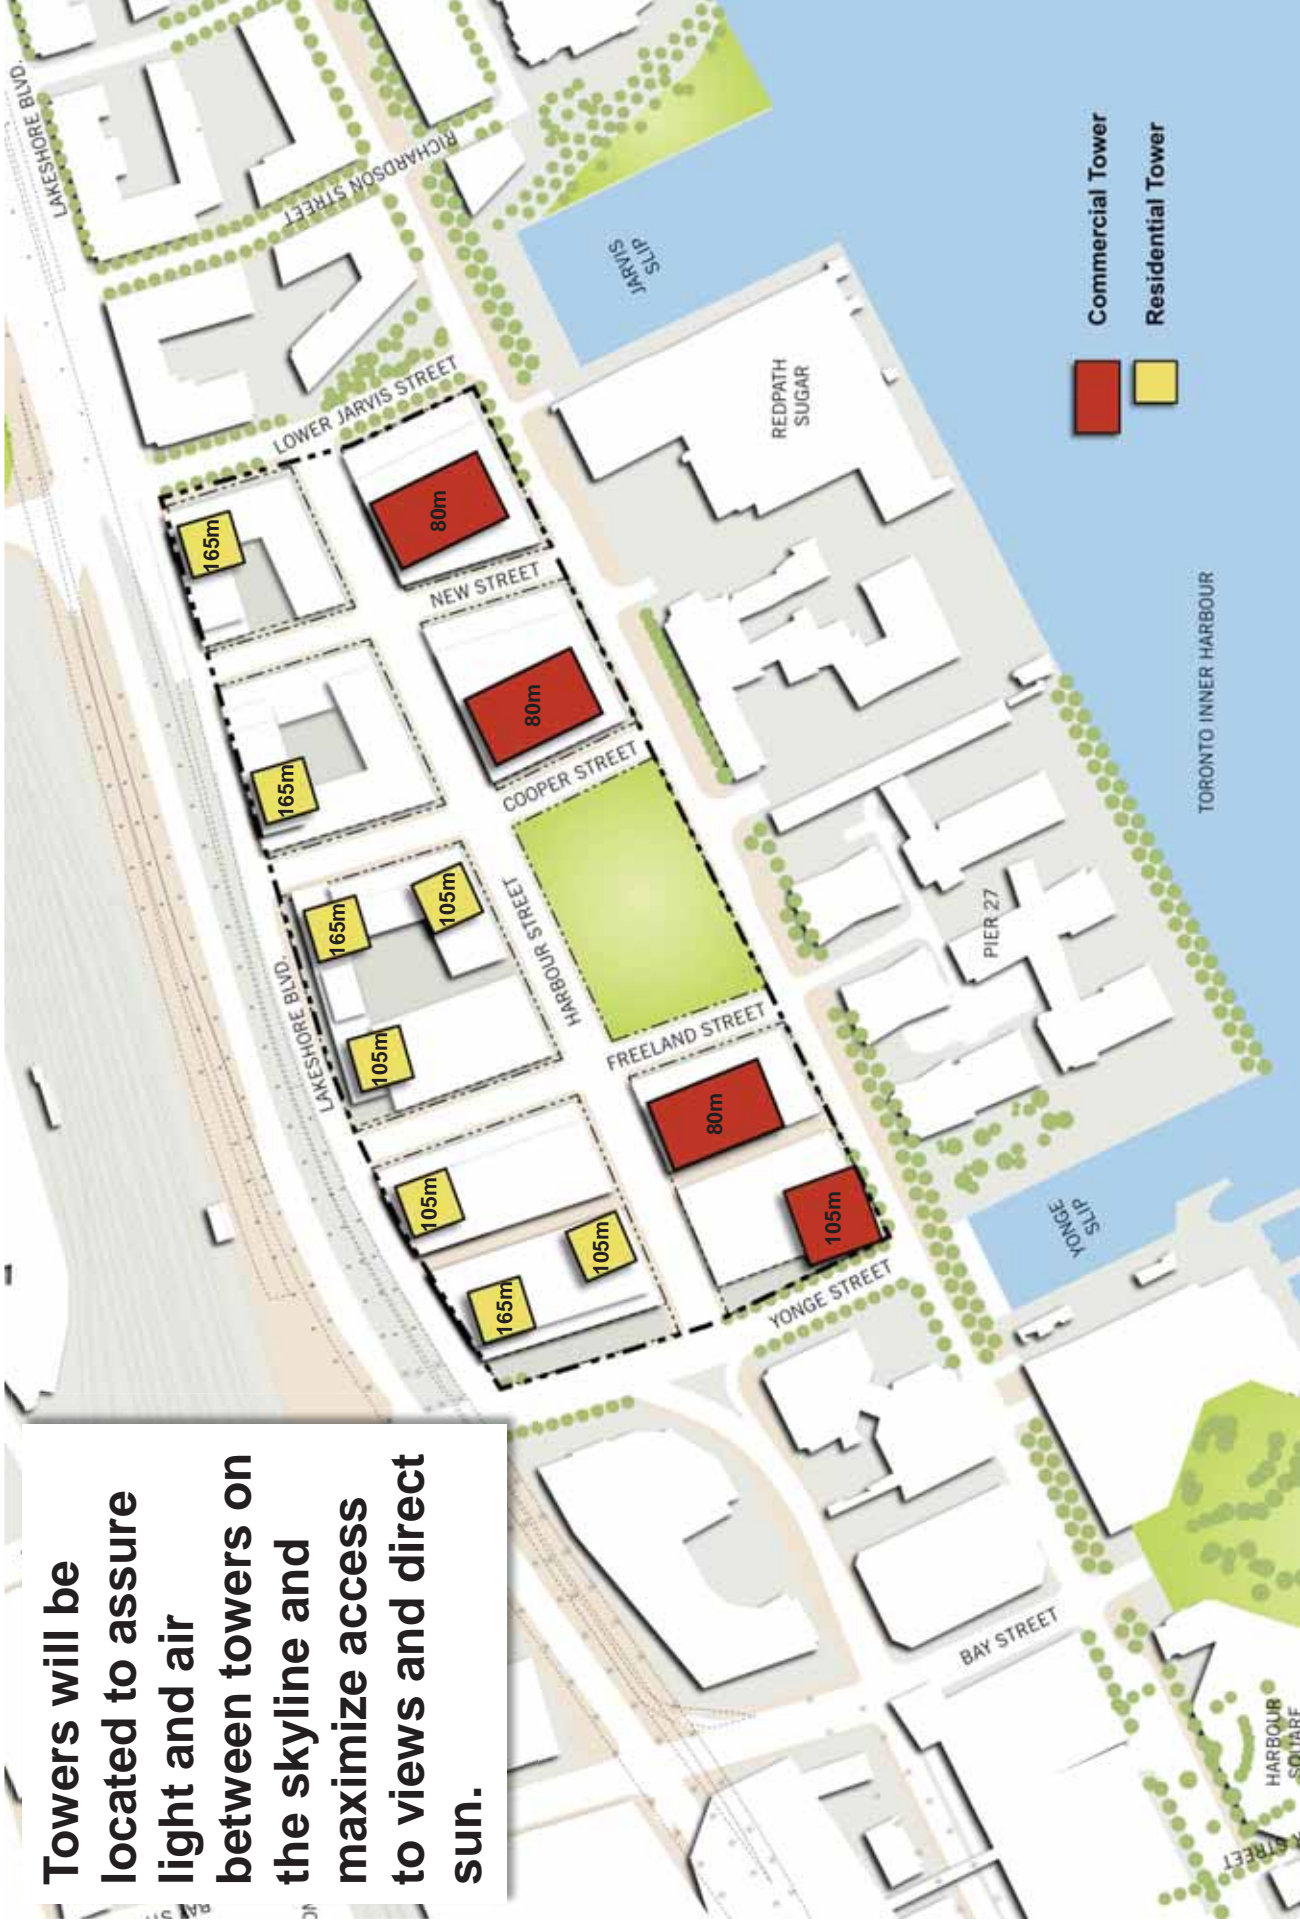 Towers will be
located to assure
light and air
between towers on
the skyline and
maximize access
to views and direct
sun.
LAKESHORE BLVD.
LAKESHORE BLVD.
RICHARDSON STREET
LOWER JARVIS STREET
NEW STREET
COOPER STREET
HARBOUR STREET
FREELAND STREET
YONGE STREET
BAY STREET
165m
165m
165m
105m
105m
105m
105m
165m
80m
80m
80m
105m
JARVIS
SLIP
REDPATH
SUGAR
PIER 27
YONGE
SLIP
TORONTO INNER HARBOUR
HARBOUR
SQUARE
STREET
Commercial Tower
Residential Tower